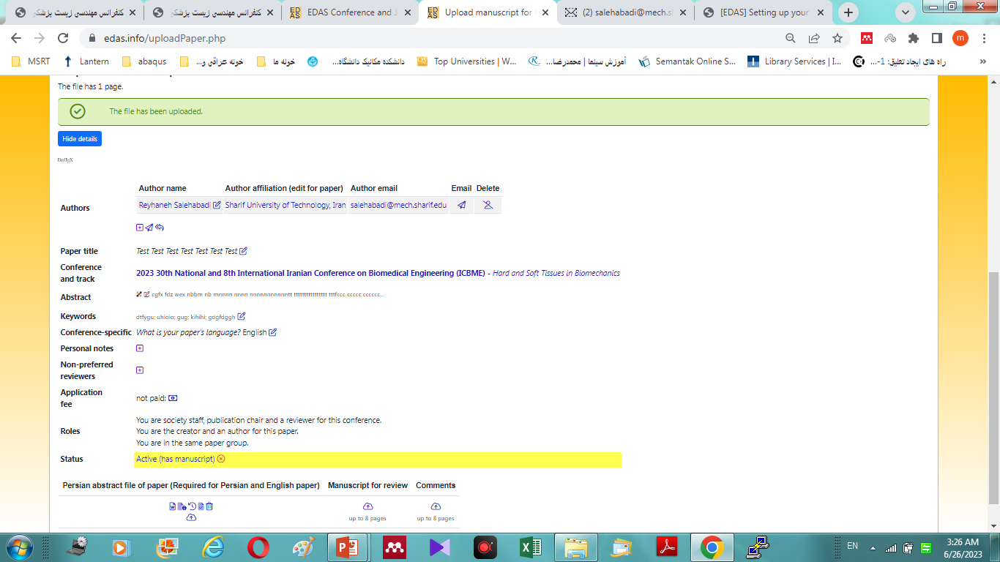 کنفرانس مهندسی زیست پزشکی
کنفرانس مهندسی زیست پزشکی
EDAS Conference and J
Upload manuscript for
(2) salehabadi@mech.sh
[EDAS] Setting up your
edas.info/uploadPaper.php
m
MSRT
Lantern
abaqus
خونه عراقی و...
خونه ما
دانشکده مکانیک دانشگاه...
Top Universities | W...
آموزش سینما | محمدرضا...
Semantak Online S...
Library Services | I...
راه های ایجاد تعلیق: 1-...
»
The file has 1 page.
The file has been uploaded.
Hide details
BibTeX
Author name Author affiliation (edit for paper) Author email Email Delete
Authors
Reyhaneh Salehabadi Sharif University of Technology, Iran salehabadi@mech.sharif.edu
Paper title Test Test Test Test Test Test Test
Conference and track
2023 30th National and 8th International Iranian Conference on Biomedical Engineering (ICBME) - Hard and Soft Tissues in Biomechanics
Abstract
Keywords dtfygu; uhioio; gug; kihihi; gdgfdggh
Conference-specific What is your paper's language? English
Personal notes
Non-preferred reviewers
Application fee
not paid:
Roles
You are society staff, publication chair and a reviewer for this conference.
You are the creator and an author for this paper.
You are in the same paper group.
Status Active (has manuscript)
Persian abstract file of paper (Required for Persian and English paper) Manuscript for review Comments
up to 8 pages up to 8 pages
EN
3:26 AM
6/26/2023